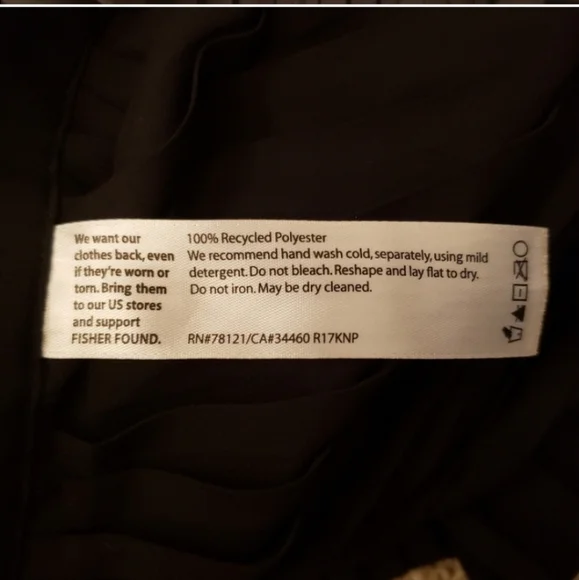 We want our
clothes back, even
if they're worn or
torn. Bring them
to our US stores
and support
FISHER FOUND.
100% Recycled Polyester
We recommend hand wash cold, separately, using mild
detergent. Do not bleach. Reshape and lay flat to dry.
Do not iron. May be dry cleaned.
RN#78121/CA#34460 R17KNP